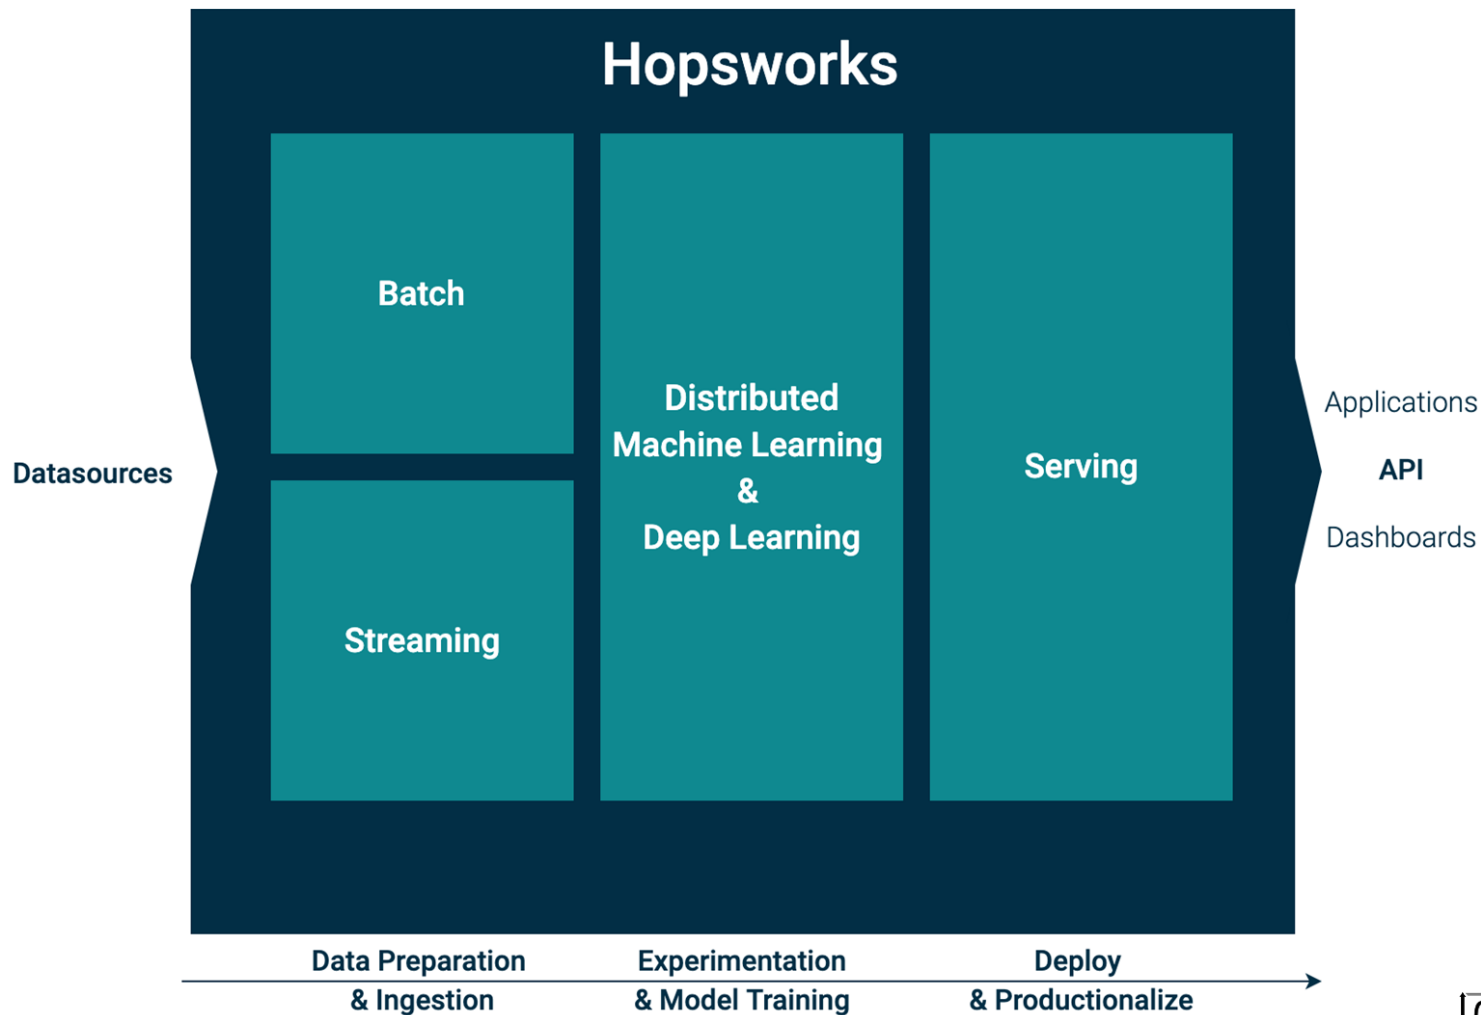 Hopsworks
Batch
Streaming
Datasources
Distributed
Machine Learning
&
Deep Learning
Serving
Applications
API
Dashboards
Data Preparation
& Ingestion
Experimentation
& Model Training
Deploy
& Productionalize